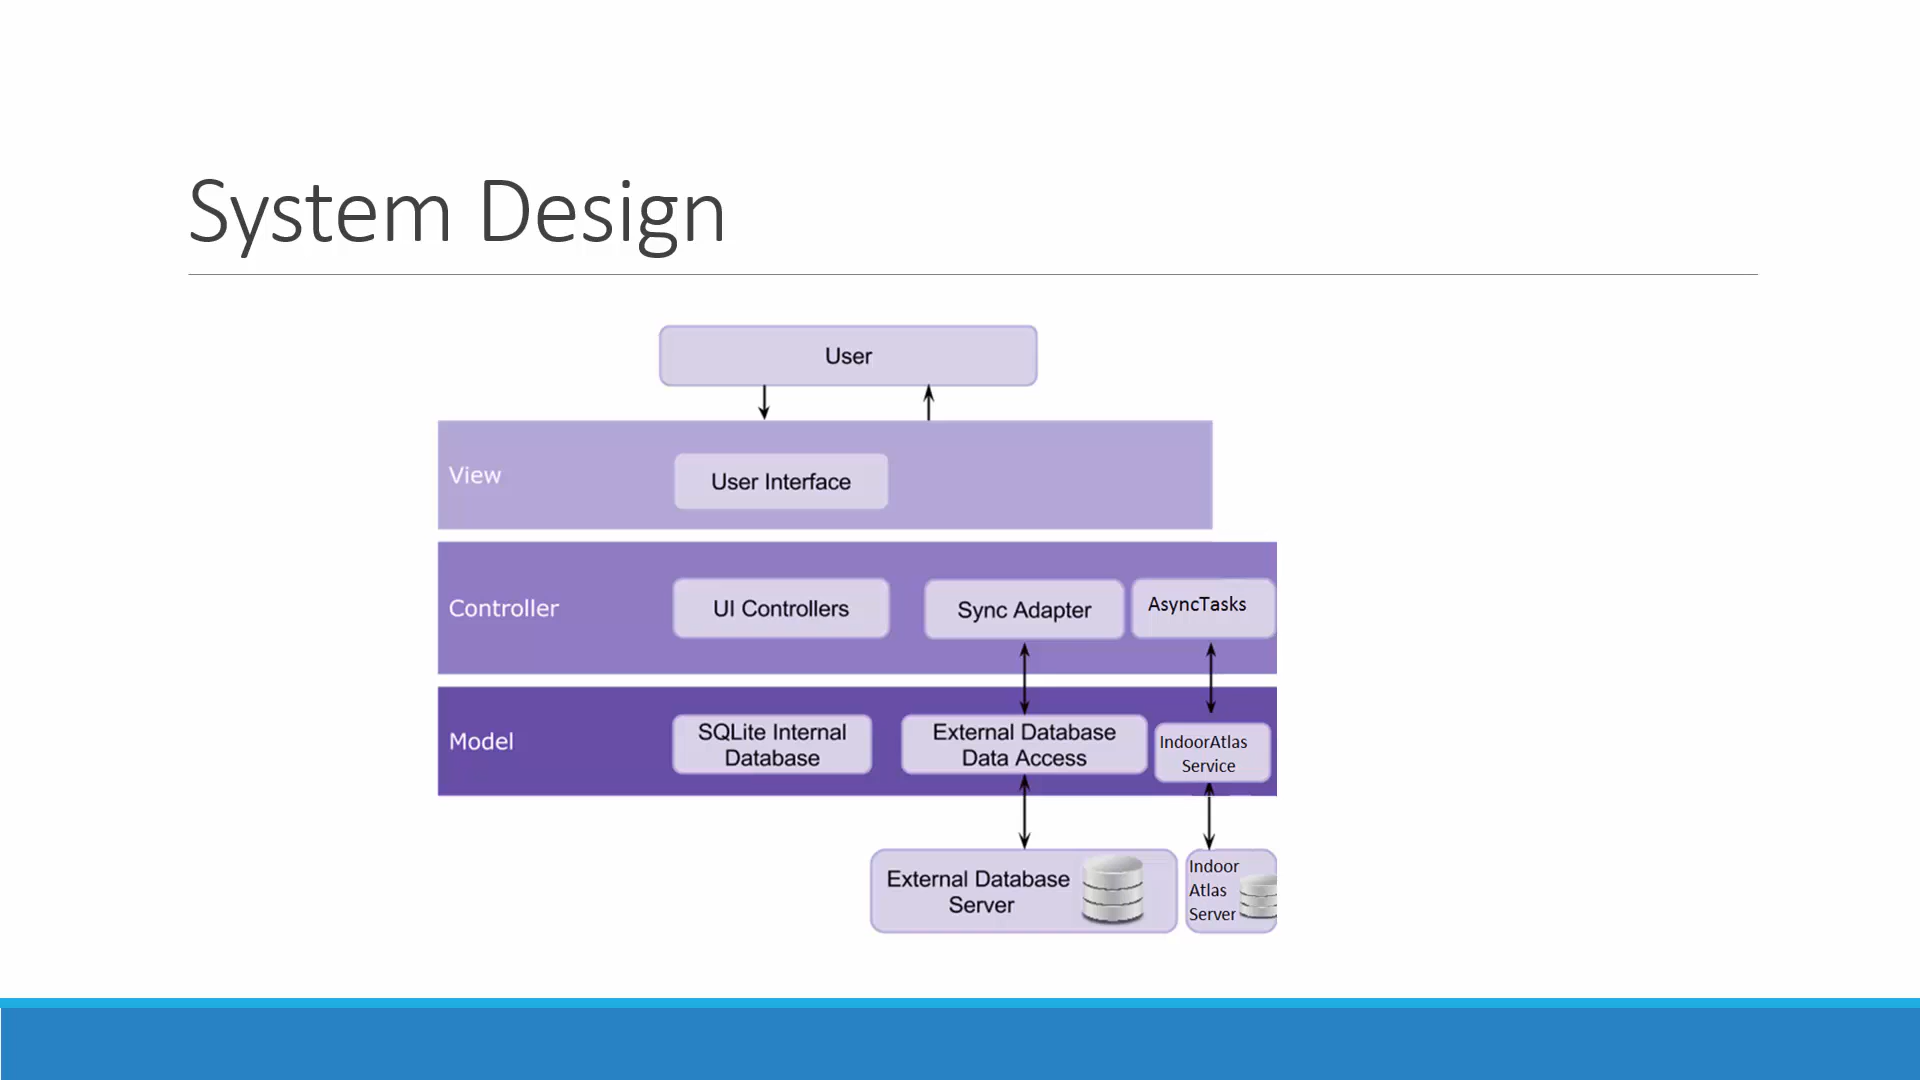 System Design
User
View
User Interface
Controller
UI Controllers
Sync Adapter
AsyncTasks
Model
SQLite Internal
Database
External Database
Data Access
IndoorAtlas
Service
External Database
Server
Indoor
Atlas
Server